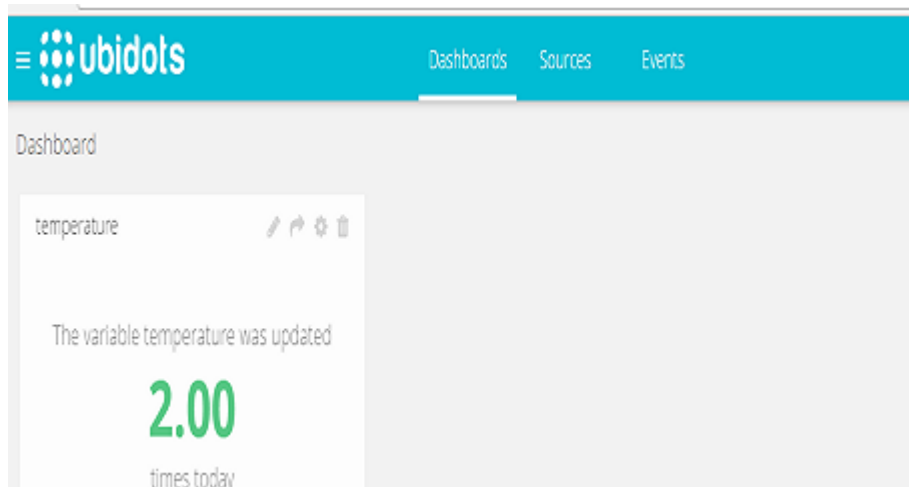 ubidots
Dashboards Sources Events
Dashboard
temperature
The variable temperature was updated
2.00
times today